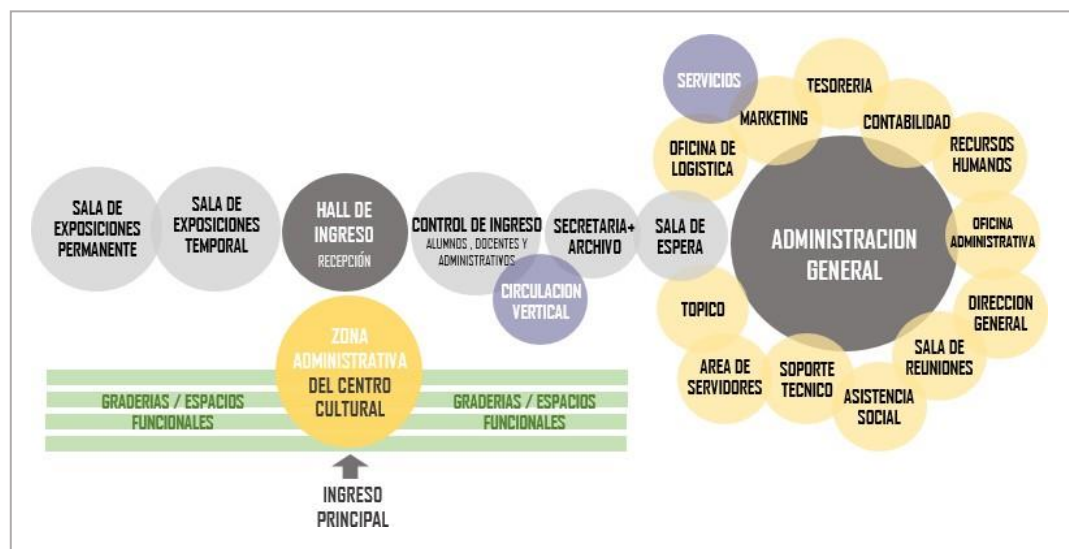 SALA DE
EXPOSICIONES
PERMANENTE
SALA DE
EXPOSICIONES
TEMPORAL
HALL DE
INGRESO
RECEPCIÓN
CONTROL DE INGRESO
ALUMNOS , DOCENTES Y
ADMINISTRATIVOS
CIRCULACION
VERTICAL
SECRETARIA+
ARCHIVO
SALA DE
ESPERA
SERVICIOS
MARKETING
TESORERIA
CONTABILIDAD
RECURSOS
HUMANOS
OFICINA
ADMINISTRATIVA
DIRECCION
GENERAL
SALA DE
REUNIONES
ASISTENCIA
SOCIAL
SOPORTE
TECNICO
AREA DE
SERVIDORES
TOPICO
OFICINA DE
LOGISTICA
ADMINISTRACION
GENERAL
ZONA
ADMINISTRATIVA
DEL CENTRO
CULTURAL
GRADERIAS / ESPACIOS
FUNCIONALES
GRADERIAS / ESPACIOS
FUNCIONALES
INGRESO
PRINCIPAL